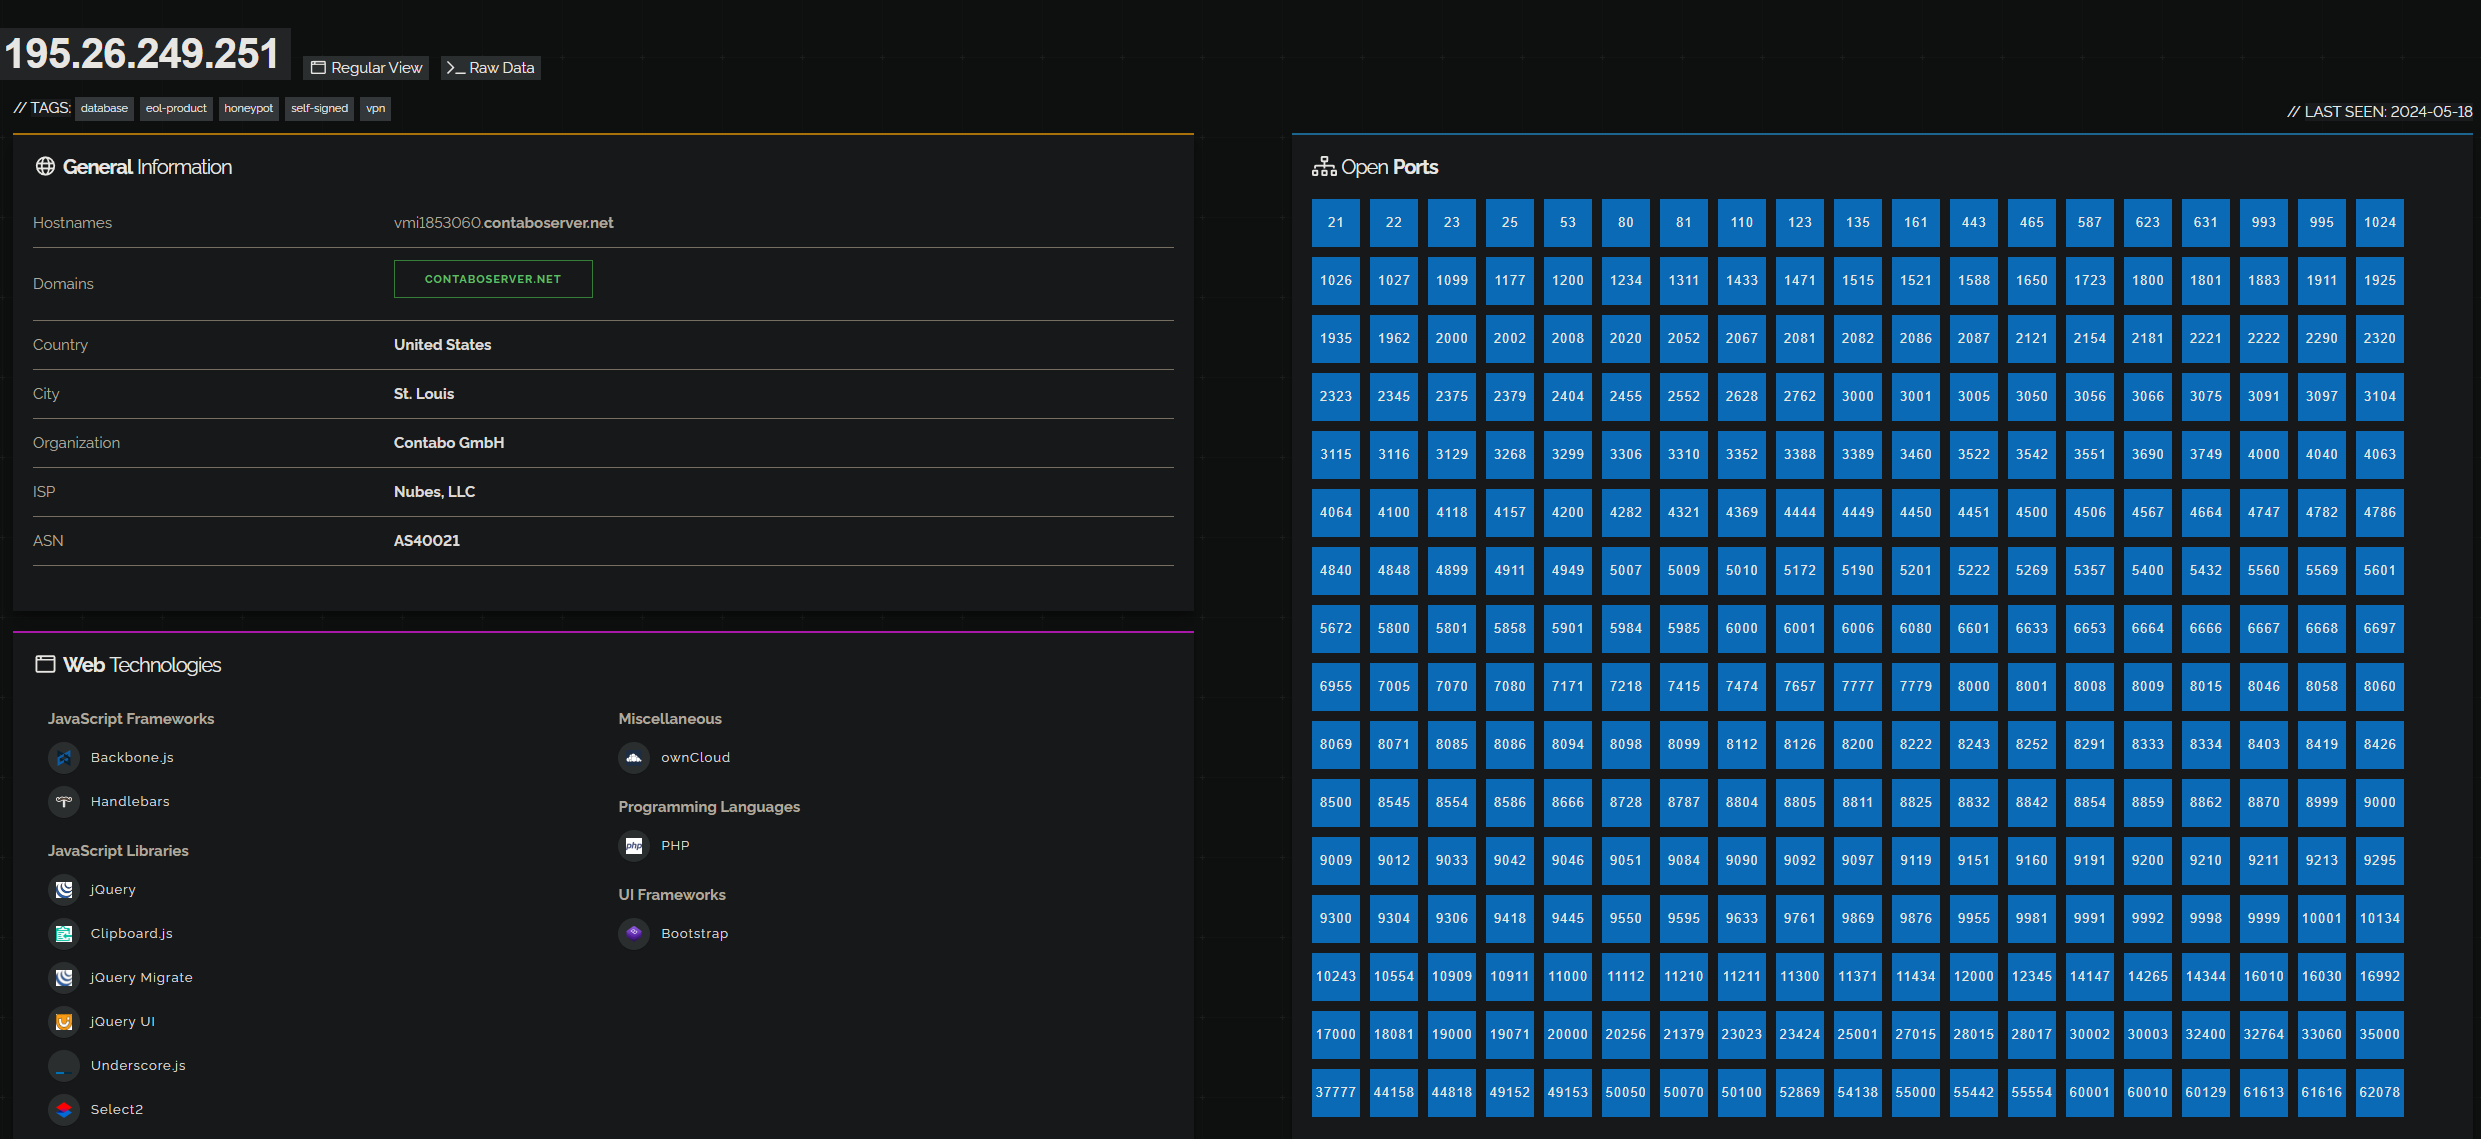 195.26.249.251
Regular View
Raw Data
// TAGS: database eol-product honeypot self-signed vpn
// LAST SEEN: 2024-05-18
General Information
Hostnames vmi1853060.contaboserver.net
Domains CONTABOSERVER.NET
Country United States
City St. Louis
Organization Contabo GmbH
ISP Nubes, LLC
ASN AS40021
Web Technologies
JavaScript Frameworks
Backbone.js
Handlebars
JavaScript Libraries
jQuery
Clipboard.js
jQuery Migrate
jQuery UI
Underscore.js
Select2
Miscellaneous
ownCloud
Programming Languages
php PHP
UI Frameworks
Bootstrap
Open Ports
21 22 23 25 53 80 81 110 123 135 161 443 465 587 623 631 993 995 1024
1026 1027 1099 1177 1200 1234 1311 1433 1471 1515 1521 1588 1650 1723 1800 1801 1883 1911 1925
1935 1962 2000 2002 2008 2020 2052 2067 2081 2082 2086 2087 2121 2154 2181 2221 2222 2290 2320
2323 2345 2375 2379 2404 2455 2552 2628 2762 3000 3001 3005 3050 3056 3066 3075 3091 3097 3104
3115 3116 3129 3268 3299 3306 3310 3352 3388 3389 3460 3522 3542 3551 3690 3749 4000 4040 4063
4064 4100 4118 4157 4200 4282 4321 4369 4444 4449 4450 4451 4500 4506 4567 4664 4747 4782 4786
4840 4848 4899 4911 4949 5007 5009 5010 5172 5190 5201 5222 5269 5357 5400 5432 5560 5569 5601
5672 5800 5801 5858 5901 5984 5985 6000 6001 6006 6080 6601 6633 6653 6664 6666 6667 6668 6697
6955 7005 7070 7080 7171 7218 7415 7474 7657 7777 7779 8000 8001 8008 8009 8015 8046 8058 8060
8069 8071 8085 8086 8094 8098 8099 8112 8126 8200 8222 8243 8252 8291 8333 8334 8403 8419 8426
8500 8545 8554 8586 8666 8728 8787 8804 8805 8811 8825 8832 8842 8854 8859 8862 8870 8999 9000
9009 9012 9033 9042 9046 9051 9084 9090 9092 9097 9119 9151 9160 9191 9200 9210 9211 9213 9295
9300 9304 9306 9418 9445 9550 9595 9633 9761 9869 9876 9955 9981 9991 9992 9998 9999 10001 10134
10243 10554 10909 10911 11000 11112 11210 11211 11300 11371 11434 12000 12345 14147 14265 14344 16010 16030 16992
17000 18081 19000 19071 20000 20256 21379 23023 23424 25001 27015 28015 28017 30002 30003 32400 32764 33060 35000
37777 44158 44818 49152 49153 50050 50070 50100 52869 54138 55000 55442 55554 60001 60010 60129 61613 61616 62078